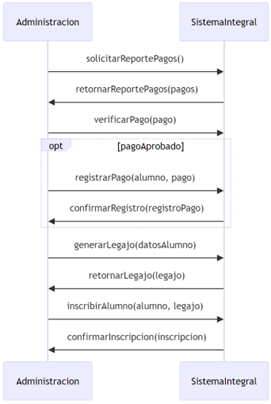 Administracion SistemaIntegral
solicitarReportePagos()
retornarReportePagos(pagos)
verificarPago(pago)
opt [pagoAprobado]
registrarPago(alumno, pago)
confirmarRegistro(registroPago)
generarLegajo(datosAlumno)
retornarLegajo(legajo)
inscribirAlumno(alumno, legajo)
confirmarInscripcion(inscripcion)
Administracion SistemaIntegral